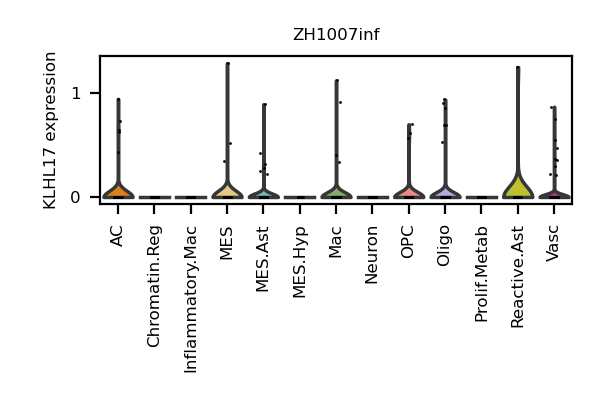 ZH1007inf
KLHL17 expression
1
0
AC
Chromatin.Reg
Inflammatory.Mac
MES
MES.Ast
MES.Hyp
Mac
Neuron
OPC
Oligo
Prolif.Metab
Reactive.Ast
Vasc